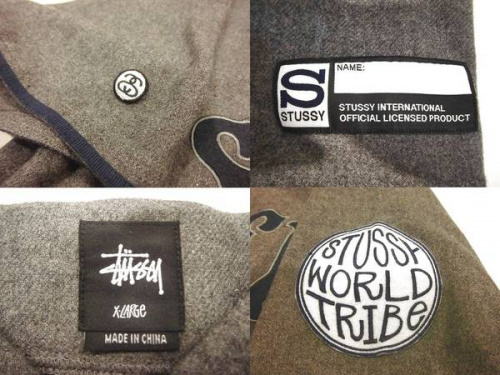 S
STUSSY
NAME:
STUSSY INTERNATIONAL
OFFICIAL LICENSED PRODUCT
Stüssy
X-LARGE
MADE IN CHINA
STUSSY
WORLD
TRIBE